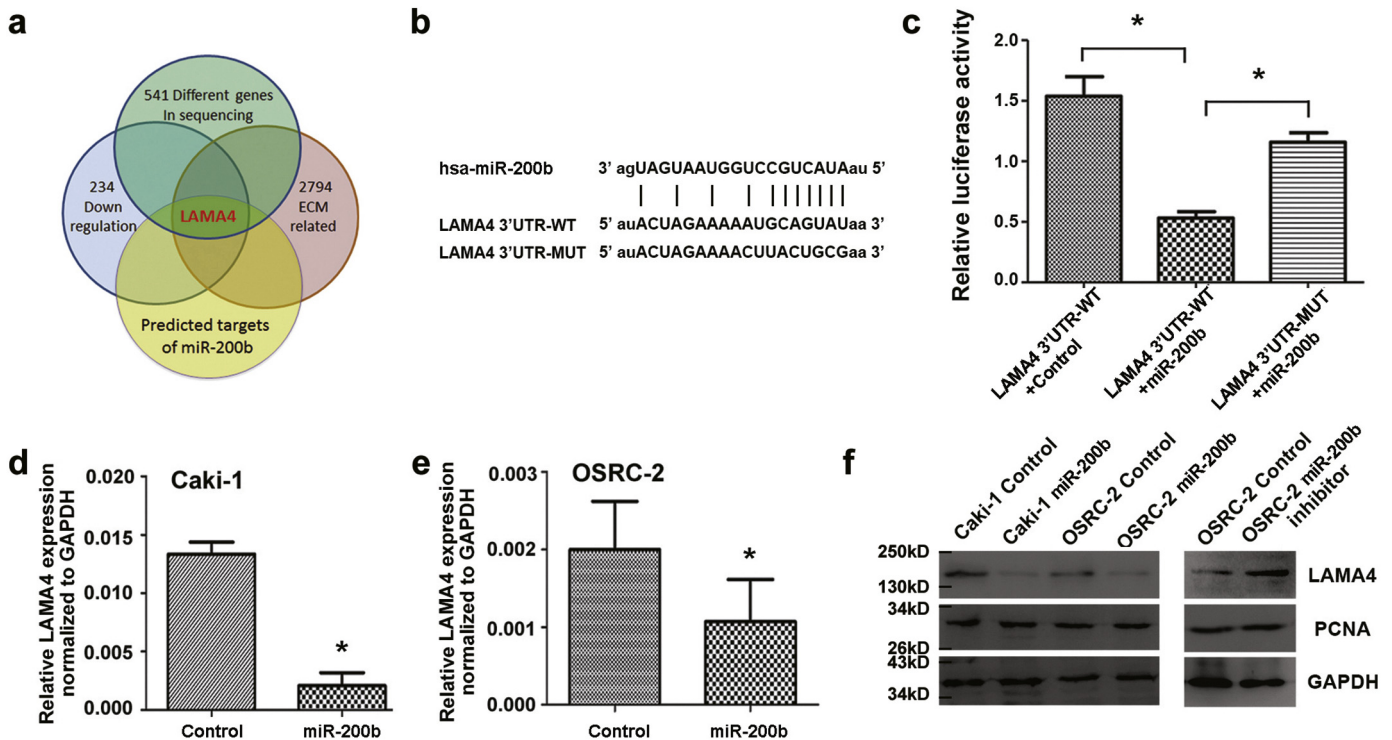 a
541 Different genes
In sequencing
234
Down
regulation
2794
ECM
related
LAMA4
Predicted targets
of miR-200b
b
hsa-miR-200b 3’ agUAGUAAUGGUCCGUCAUAau 5’
LAMA4 3’UTR-WT 5’ auACUAGAAAAAUGCAGUAUaa 3’
LAMA4 3’UTR-MUT 5’ auACUAGAAAACUUACUGCGaa 3’
c
Relative luciferase activity
2.0
1.5
1.0
0.5
0.0
*
*
LAMA4 3’UTR-WT
+Control
LAMA4 3’UTR-WT
+miR-200b
LAMA4 3’UTR-MUT
+miR-200b
d
Caki-1
Relative LAMA4 expression
normalized to GAPDH
0.020
0.015
0.010
0.005
0.000
*
Control
miR-200b
e
OSRC-2
Relative LAMA4 expression
normalized to GAPDH
0.003
0.002
0.001
0.000
*
Control
miR-200b
f
Caki-1 Control
Caki-1 miR-200b
OSRC-2 Control
OSRC-2 miR-200b
OSRC-2 Control
OSRC-2 miR-200b
inhibitor
250kD
130kD
LAMA4
34kD
26kD
PCNA
43kD
34kD
GAPDH